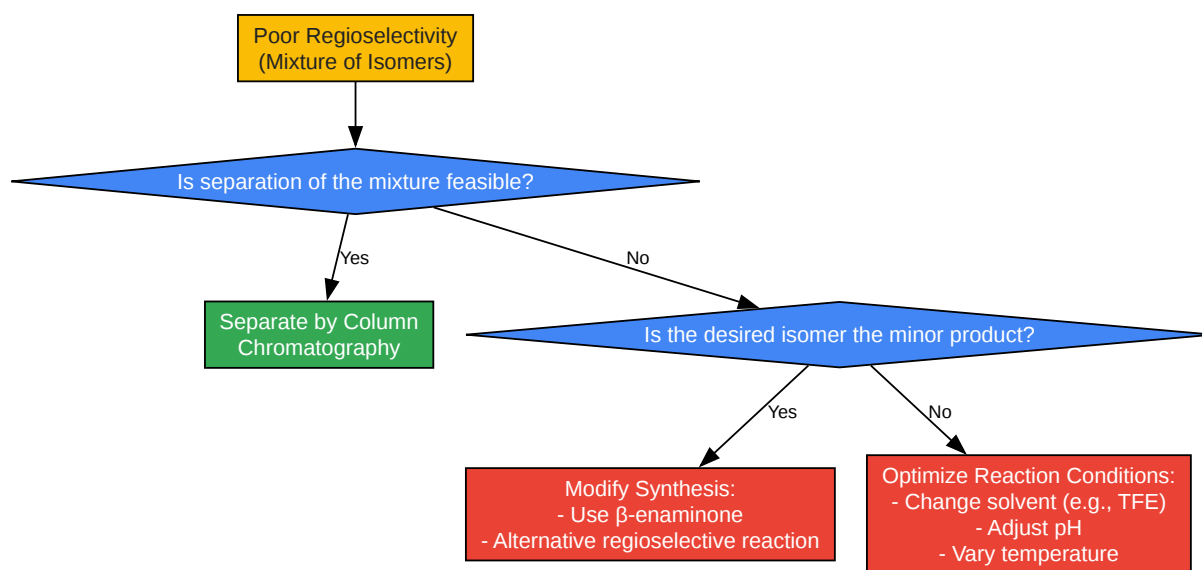 Poor Regioselectivity
(Mixture of Isomers)
Is separation of the mixture feasible?
Yes
No
Separate by Column
Chromatography
Is the desired isomer the minor product?
Yes
No
Modify Synthesis:
- Use β-enaminone
- Alternative regioselective reaction
Optimize Reaction Conditions:
- Change solvent (e.g., TFE)
- Adjust pH
- Vary temperature